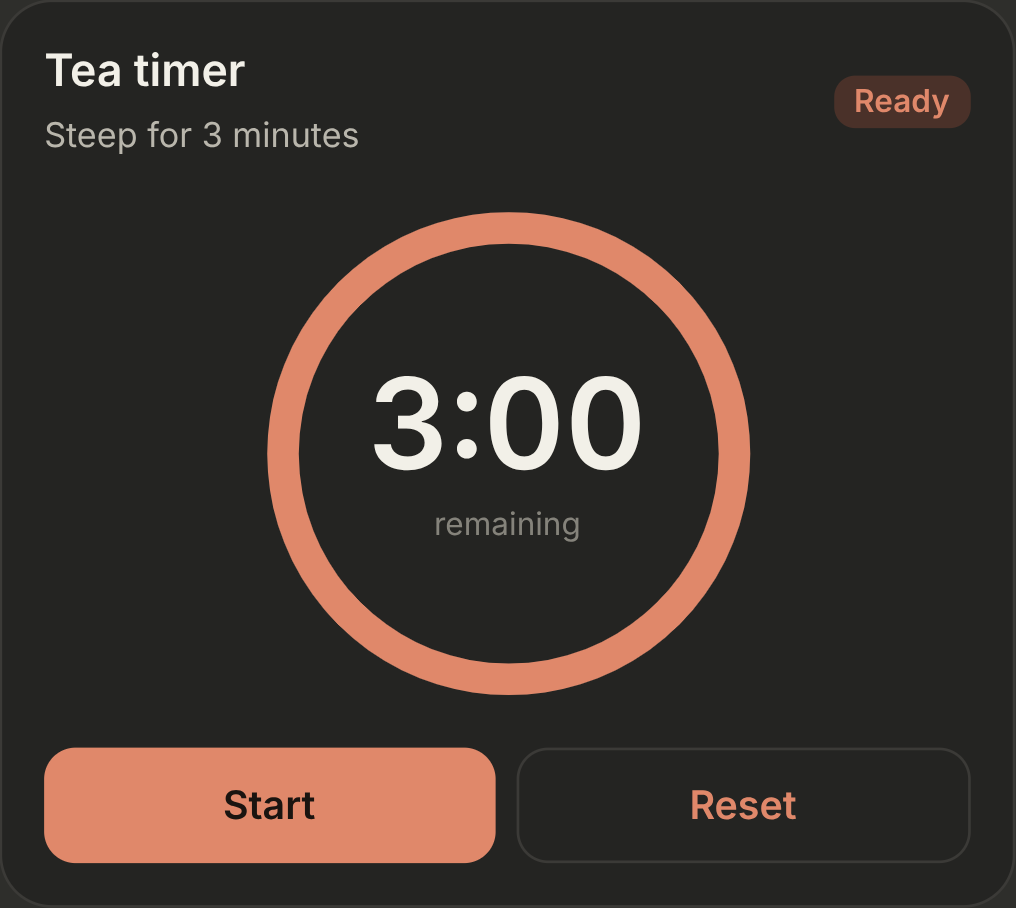 Tea timer
Steep for 3 minutes
Ready
3:00
remaining
Start
Reset